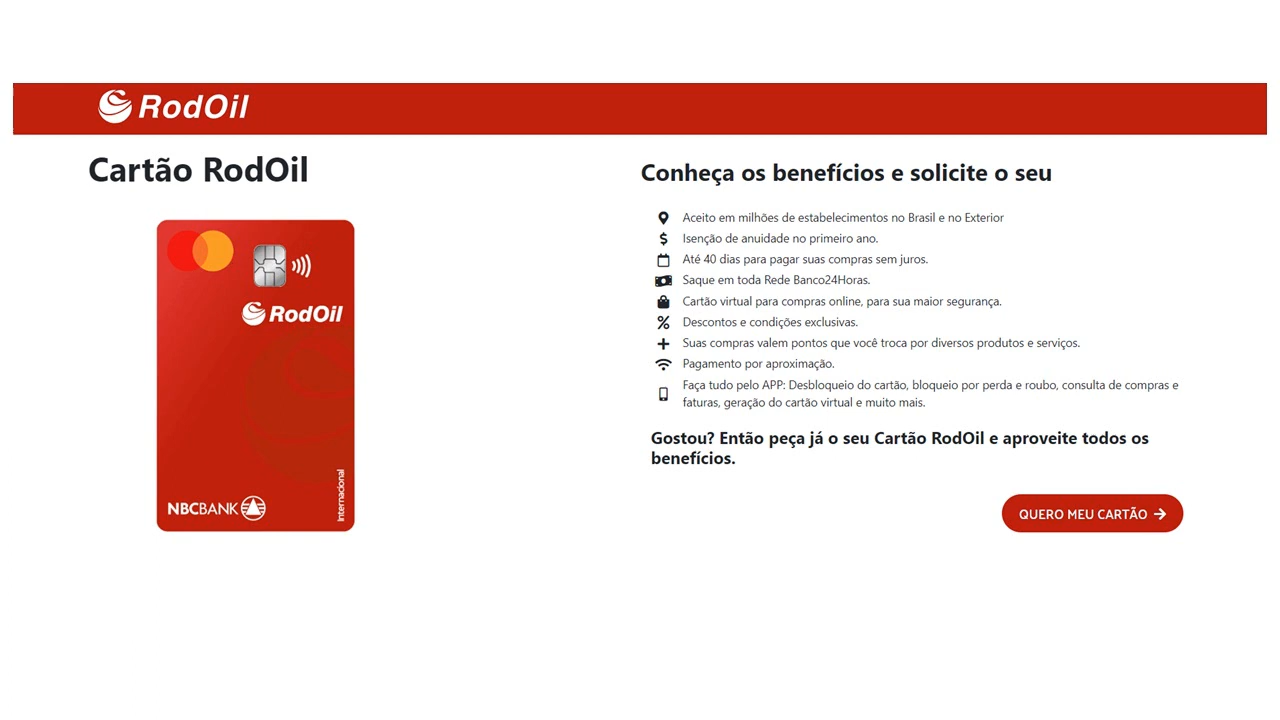 RodOil
Cartão RodOil
RodOil
NBCBANK
Internacional
Conheça os benefícios e solicite o seu
Aceito em milhões de estabelecimentos no Brasil e no Exterior
Isenção de anuidade no primeiro ano.
Até 40 dias para pagar suas compras sem juros.
Saque em toda Rede Banco24Horas.
Cartão virtual para compras online, para sua maior segurança.
Descontos e condições exclusivas.
Suas compras valem pontos que você troca por diversos produtos e serviços.
Pagamento por aproximação.
Faça tudo pelo APP: Desbloqueio do cartão, bloqueio por perda e roubo, consulta de compras e
faturas, geração do cartão virtual e muito mais.
Gostou? Então peça já o seu Cartão RodOil e aproveite todos os
benefícios.
QUERO MEU CARTÃO